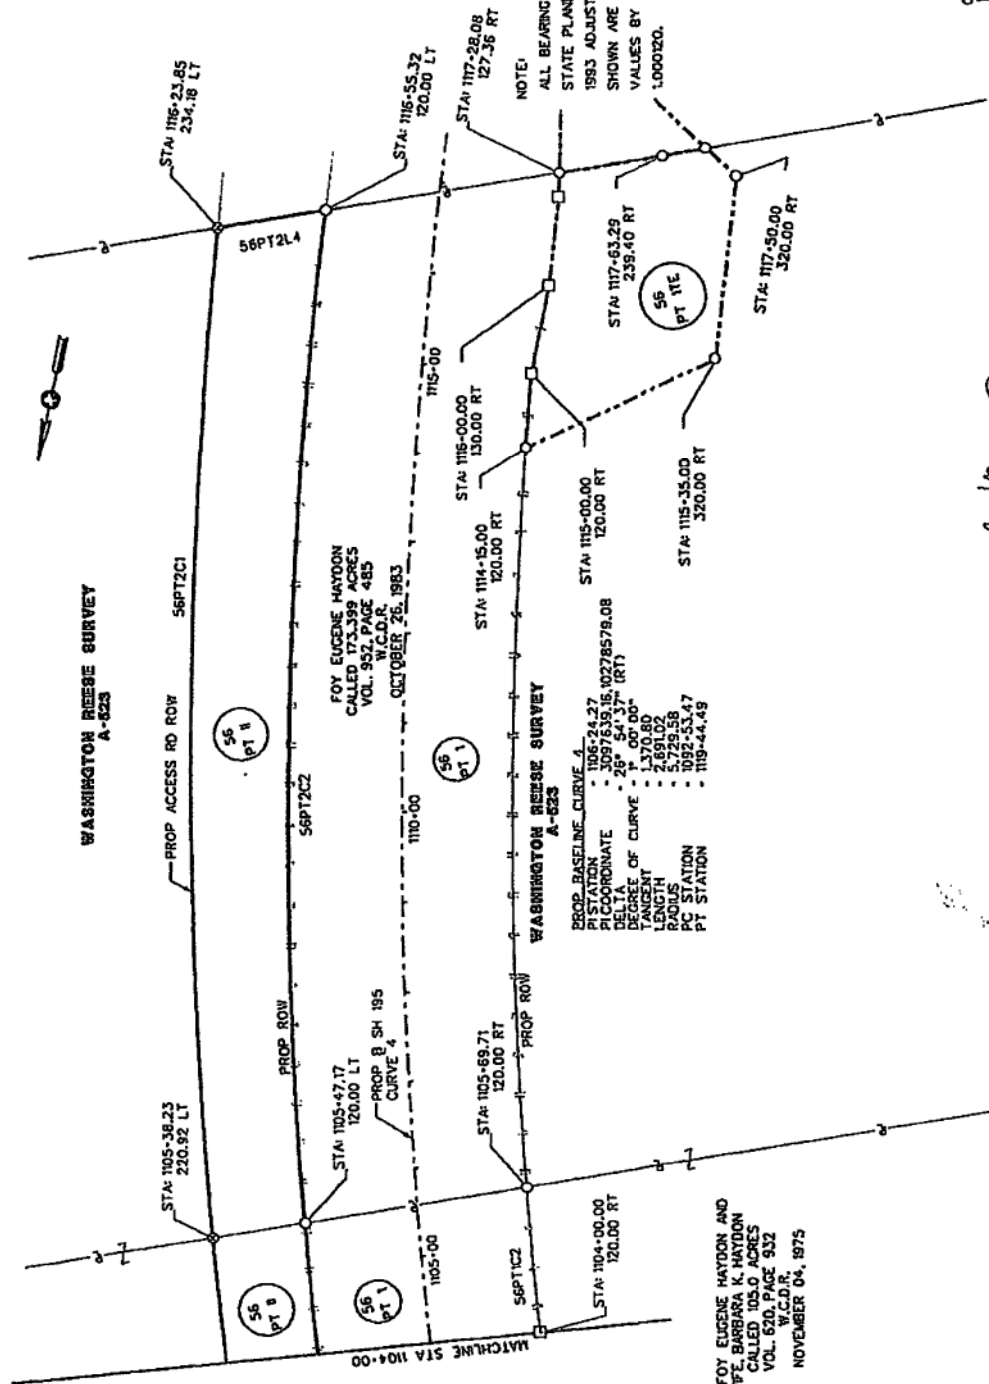 WASHINGTON REESE SURVEY
A-523
STA: 1116+23.85
234.18 LT
STA: 1116+55.32
120.00 LT
STA: 1117+28.08
127.36 RT
NOTE:
ALL BEARING
STATE PLAN
1993 ADJUST
SHOWN ARE
VALUES BY
1.000120.
56PT2L4
56PT2C1
PROP ACCESS RD ROW
56
PT II
56PT2C2
PROP ROW
FOY EUGENE HAYDON
CALLED 173.399 ACRES
VOL. 952, PAGE 485
W.C.D.R.
OCTOBER 26, 1983
1115+00
1110+00
1105+00
56
PT 1
STA: 1116+00.00
130.00 RT
STA: 1117+63.29
239.40 RT
56
PT 1TE
STA: 1117+50.00
320.00 RT
STA: 1114+15.00
120.00 RT
STA: 1115+00.00
120.00 RT
STA: 1115+35.00
320.00 RT
WASHINGTON REESE SURVEY
A-523
PROP BASELINE CURVE 4
PI STATION - 1106+24.27
PI COORDINATE - 3097639.16,10278579.08
DELTA - 26° 54' 37" (RT)
DEGREE OF CURVE - 1° 00' 00"
TANGENT - 1,370.80
LENGTH - 2,691.02
RADIUS - 5,729.58
PC STATION - 1092+53.47
PT STATION - 1119+44.49
STA: 1105+38.23
220.92 LT
STA: 1105+47.17
120.00 LT
PROP B SH 195
CURVE 4
STA: 1105+69.71
120.00 RT
PROP ROW
56
PT II
56
PT 1
56PT1C2
STA: 1104+00.00
120.00 RT
MATCHLINE STA 1104+00
FOY EUGENE HAYDON AND
IFE, BARBARA K. HAYDON
CALLED 105.0 ACRES
VOL. 620, PAGE 932
W.C.D.R.
NOVEMBER 04, 1975